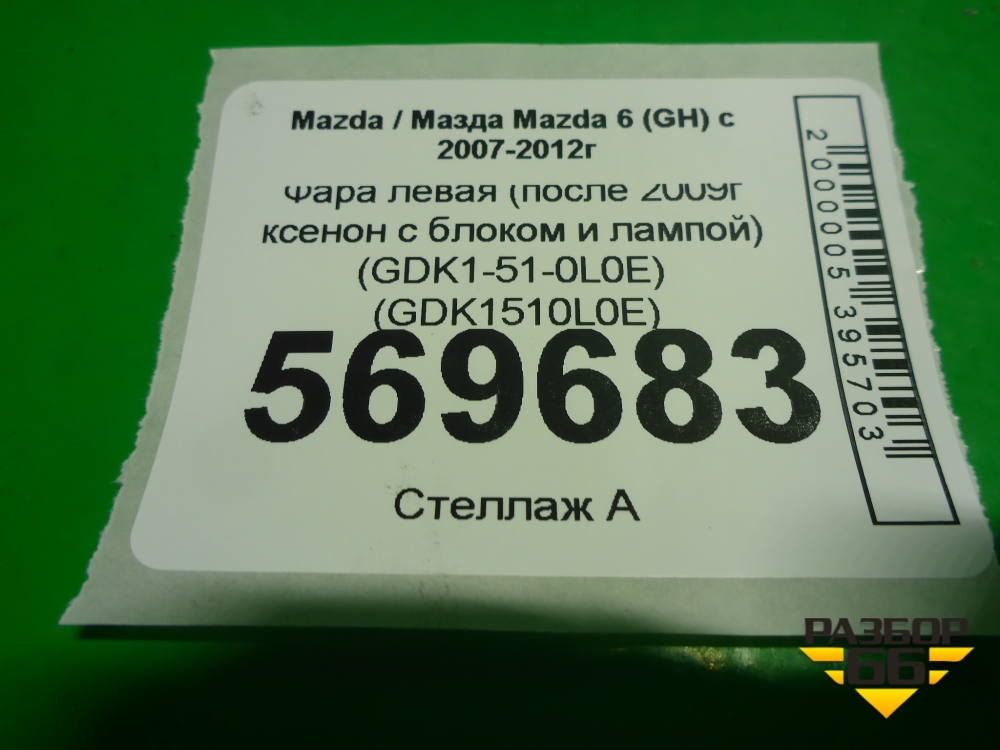 Mazda / Мазда Mazda 6 (GH) с
2007-2012г
Фара левая (после 2009г
ксенон с блоком и лампой)
(GDK1-51-0L0E)
(GDK1510L0E)
569683
Стеллаж А
2000005395703
РАЗБОР
66